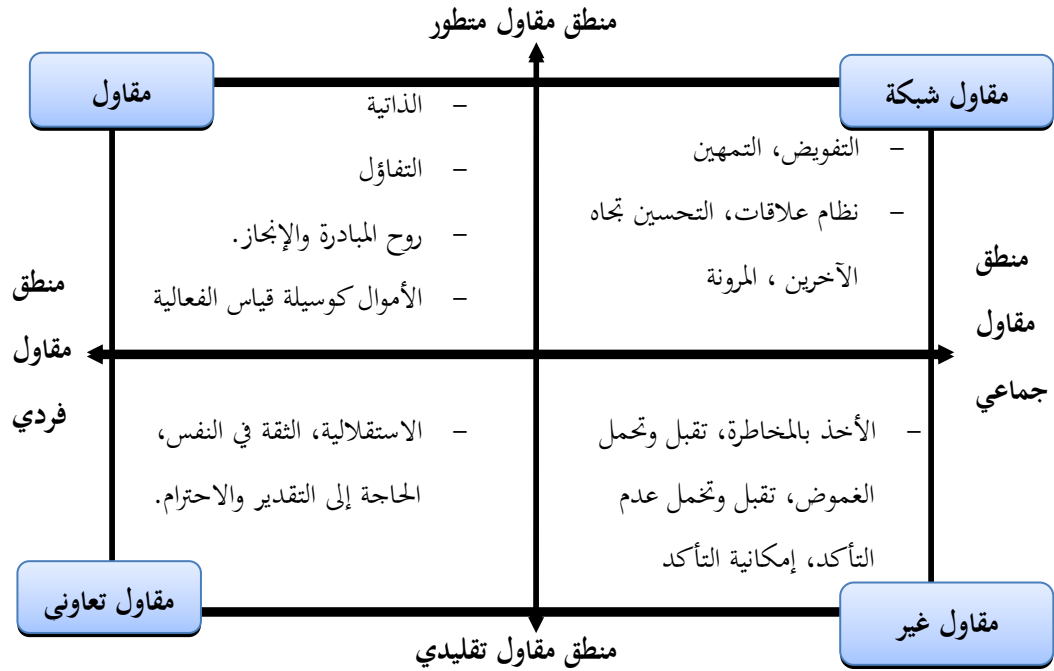 منطق مقاول متطور
مقاول شبكة
مقاول
– التفويض، التمهين
– نظام علاقات، التحسين تجاه
الآخرين ، المرونة
– الذاتية
– التفاؤل
– روح المبادرة والإنجاز.
– الأموال كوسيلة قياس الفعالية
منطق
مقاول
جماعي
منطق
مقاول
فردي
– الأخذ بالمخاطرة، تقبل وتحمل
الغموض، تقبل وتخمل عدم
التأكد، إمكانية التأكد
– الاستقلالية، الثقة في النفس،
الحاجة إلى التقدير والاحترام.
مقاول غير
مقاول تعاونى
منطق مقاول تقليدي